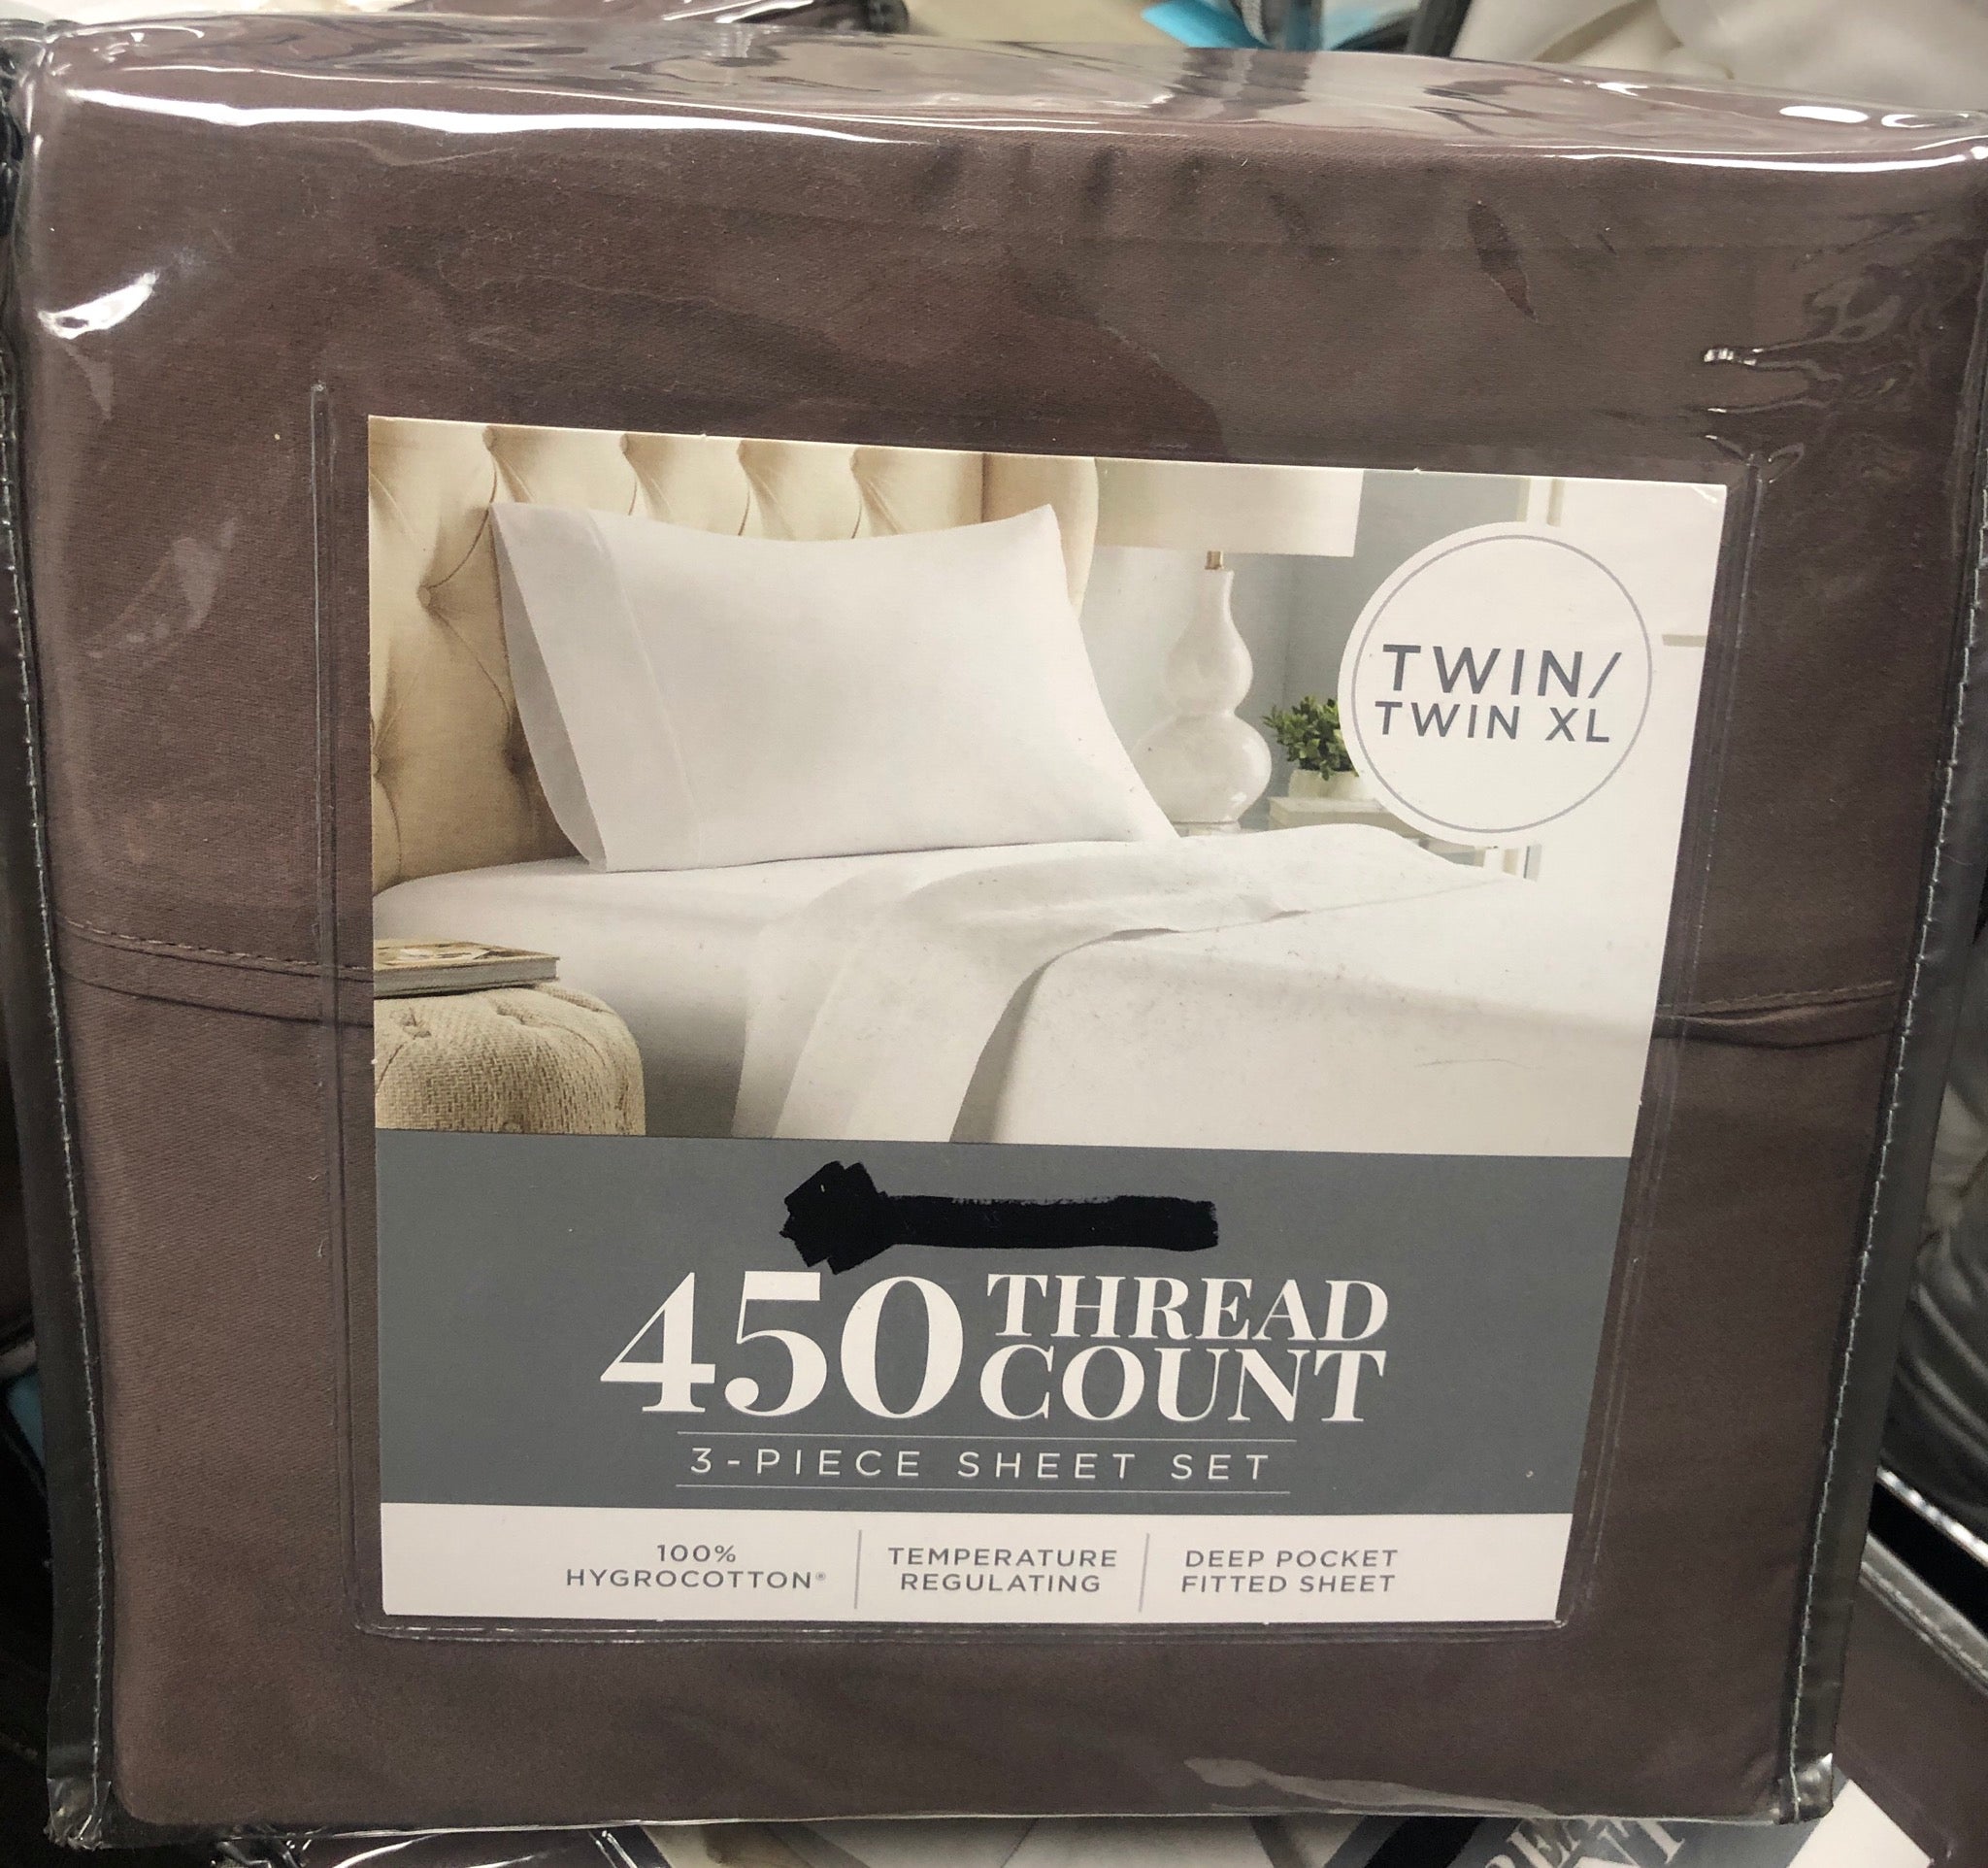 TWIN/
TWIN XL
450 THREAD
COUNT
3-PIECE SHEET SET
100%
HYGROCOTTON®
TEMPERATURE
REGULATING
DEEP POCKET
FITTED SHEET